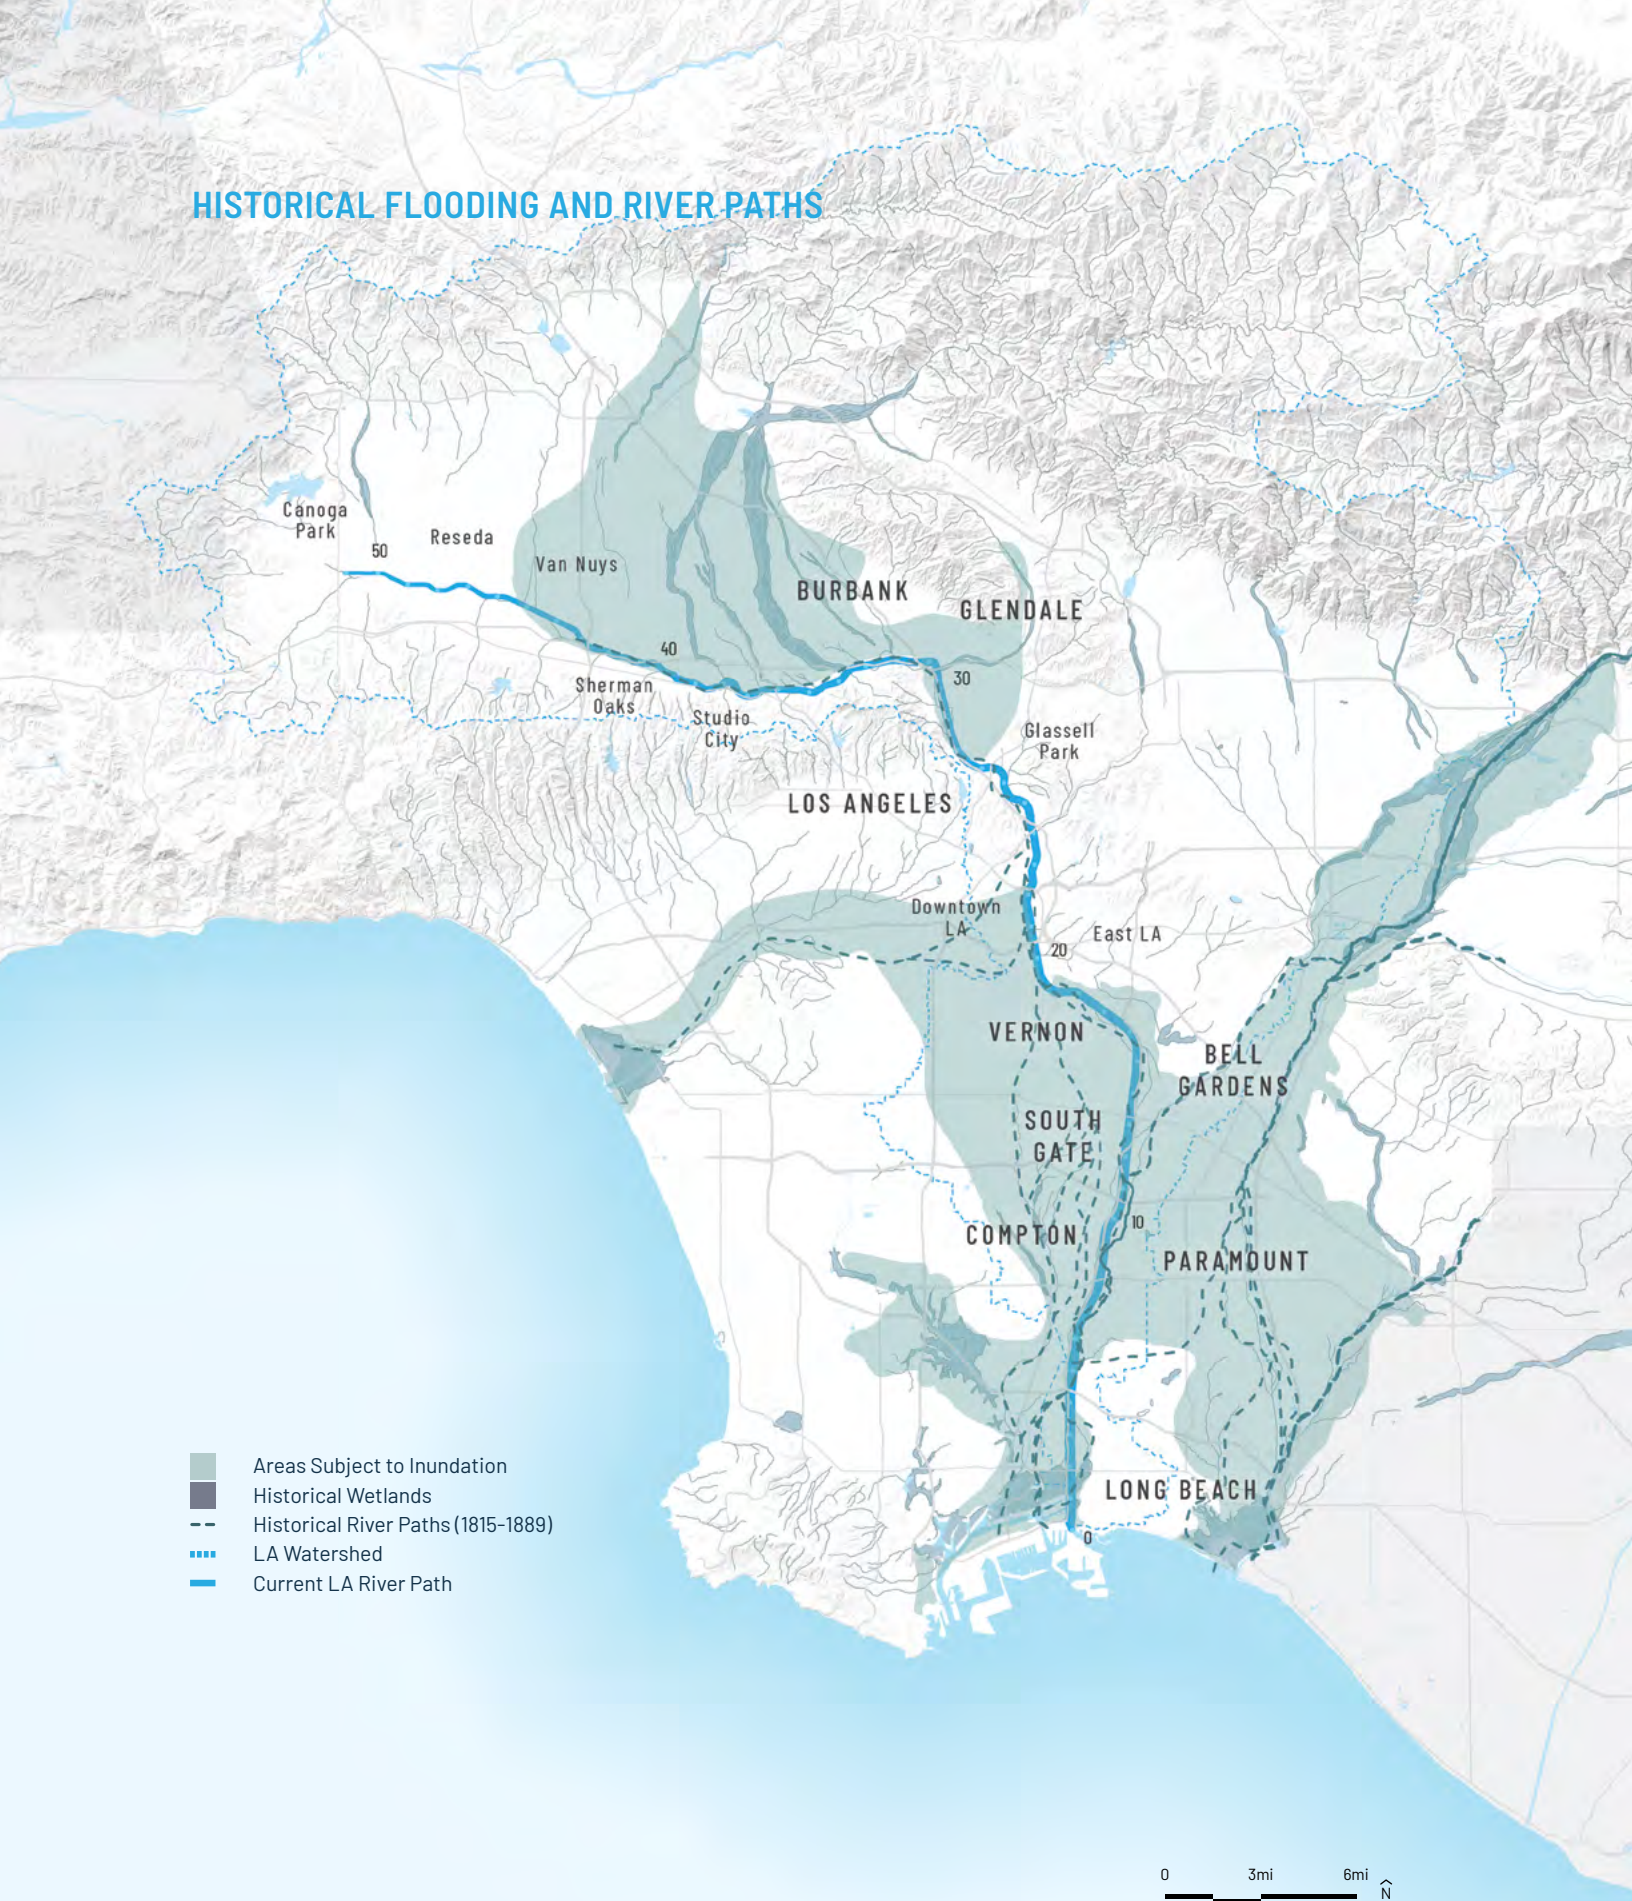 HISTORICAL FLOODING AND RIVER PATHS
Canoga
Park
50
Reseda
Van Nuys
BURBANK
GLENDALE
40
30
Sherman
Oaks
Studio
City
Glassell
Park
LOS ANGELES
Downtown
LA
East LA
20
VERNON
BELL
GARDENS
SOUTH
GATE
10
COMPTON
PARAMOUNT
LONG BEACH
0
Areas Subject to Inundation
Historical Wetlands
Historical River Paths (1815-1889)
LA Watershed
Current LA River Path
0 3mi 6mi
N